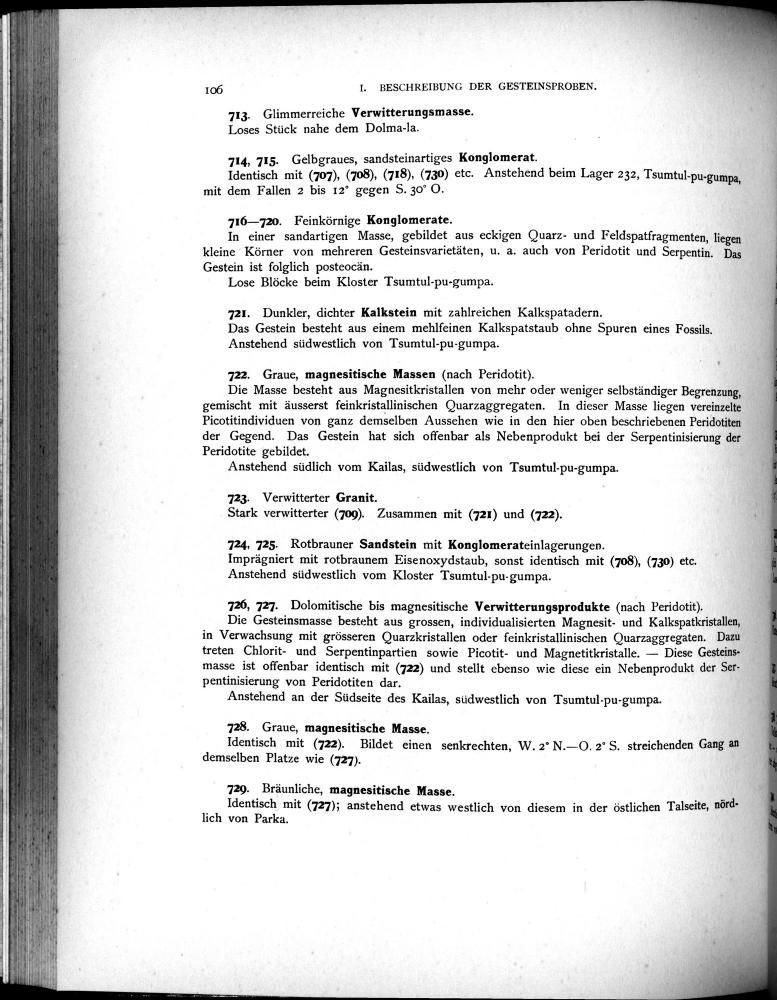 106 I. BESCHREIBUNG DER GESTEINSPROBEN.
713. Glimmerreiche Verwitterungsmasse.
Loses Stück nahe dem Dolma-la.
714, 715. Gelbgraues, sandsteinartiges Konglomerat.
Identisch mit (707), (708), (718), (730) etc. Anstehend beim Lager 232, Tsumtul-pu-gumpa,
mit dem Fallen 2 bis 12° gegen S. 30° O.
716—720. Feinkörnige Konglomerate.
In einer sandartigen Masse, gebildet aus eckigen Quarz- und Feldspatfragmenten, liegen
kleine Körner von mehreren Gesteinsvarietäten, u. a. auch von Peridotit und Serpentin. Das
Gestein ist folglich posteocän.
Lose Blöcke beim Kloster Tsumtul-pu-gumpa.
721. Dunkler, dichter Kalkstein mit zahlreichen Kalkspatadern.
Das Gestein besteht aus einem mehlfeinen Kalkspatstaub ohne Spuren eines Fossils.
Anstehend südwestlich von Tsumtul-pu-gumpa.
722. Graue, magnesitische Massen (nach Peridotit).
Die Masse besteht aus Magnesitkristallen von mehr oder weniger selbständiger Begrenzung,
gemischt mit äusserst feinkristallinischen Quarzaggregaten. In dieser Masse liegen vereinzelte
Picotitindividuen von ganz demselben Aussehen wie in den hier oben beschriebenen Peridotiten
der Gegend. Das Gestein hat sich offenbar als Nebenprodukt bei der Serpentinisierung der
Peridotite gebildet.
Anstehend südlich vom Kailas, südwestlich von Tsumtul-pu-gumpa.
723. Verwitterter Granit.
Stark verwitterter (709). Zusammen mit (721) und (722).
724, 725. Rotbrauner Sandstein mit Konglomerateinlagerungen.
Imprägniert mit rotbraunem Eisenoxydstaub, sonst identisch mit (708), (730) etc.
Anstehend südwestlich vom Kloster Tsumtul-pu-gumpa.
726, 727. Dolomitische bis magnesitische Verwitterungsprodukte (nach Peridotit).
Die Gesteinsmasse besteht aus grossen, individualisierten Magnesit- und Kalkspatkristallen,
in Verwachsung mit grösseren Quarzkristallen oder feinkristallinischen Quarzaggregaten. Dazu
treten Chlorit- und Serpentinpartien sowie Picotit- und Magnetitkristalle. — Diese Gesteins-
masse ist offenbar identisch mit (722) und stellt ebenso wie diese ein Nebenprodukt der Ser-
pentinisierung von Peridotiten dar.
Anstehend an der Südseite des Kailas, südwestlich von Tsumtul-pu-gumpa.
728. Graue, magnesitische Masse.
Identisch mit (722). Bildet einen senkrechten, W. 2° N.—O. 2° S. streichenden Gang an
demselben Platze wie (727).
729. Bräunliche, magnesitische Masse.
Identisch mit (727); anstehend etwas westlich von diesem in der östlichen Talseite, nörd-
lich von Parka.